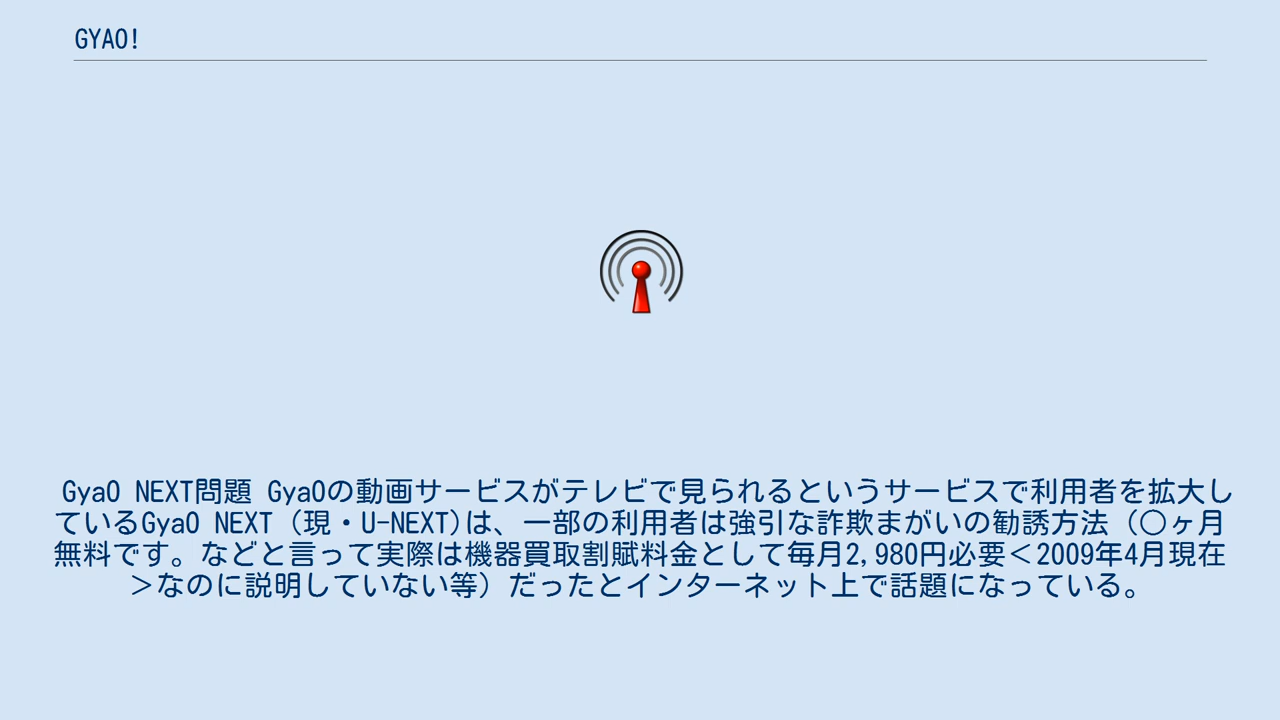 GYAO!
GyaO NEXT問題 GyaOの動画サービスがテレビで見られるというサービスで利用者を拡大し
ているGyaO NEXT（現・U-NEXT)は、一部の利用者は強引な詐欺まがいの勧誘方法（○ヶ月
無料です。などと言って実際は機器買取割賦料金として毎月2,980円必要＜2009年4月現在
＞なのに説明していない等）だったとインターネット上で話題になっている。